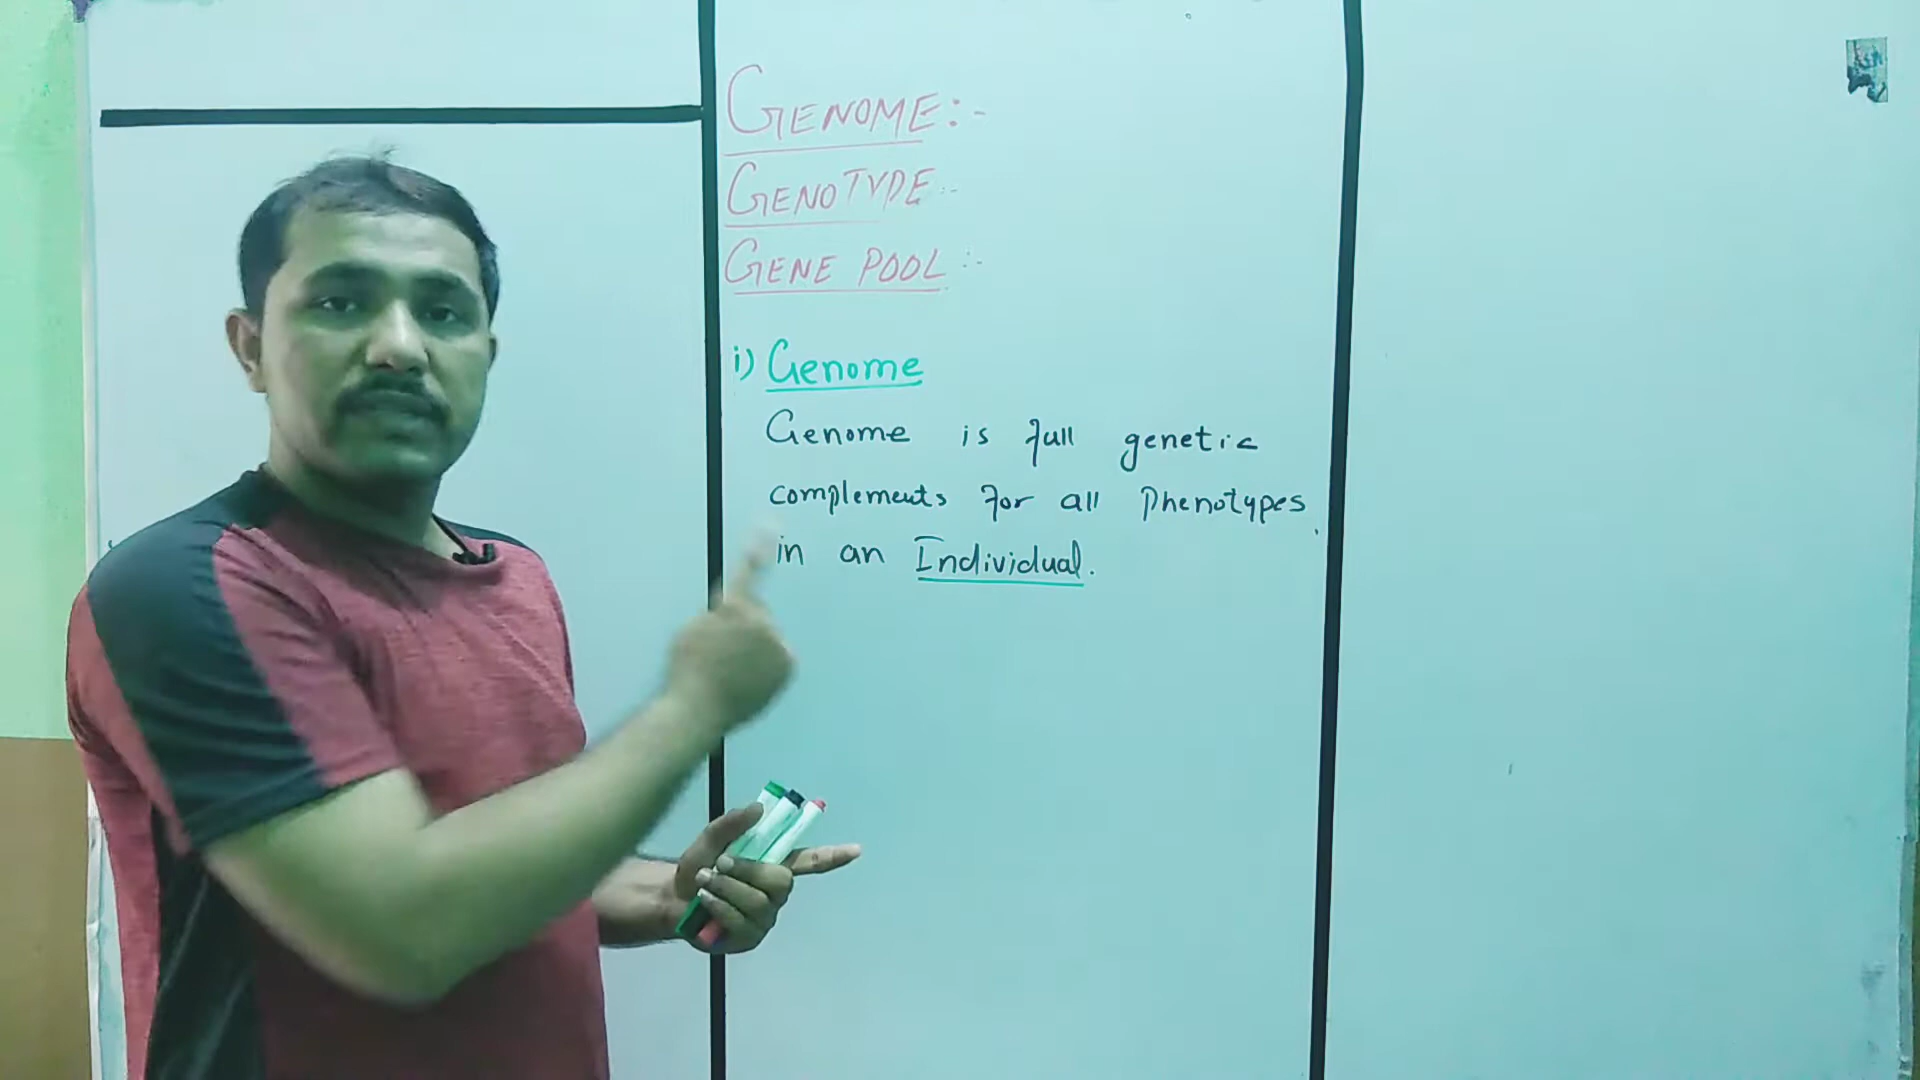 GENOME:-
GENOTYPE:-
GENE POOL:-
i) Genome
Genome is full genetic
complements for all Phenotypes
in an Individual.